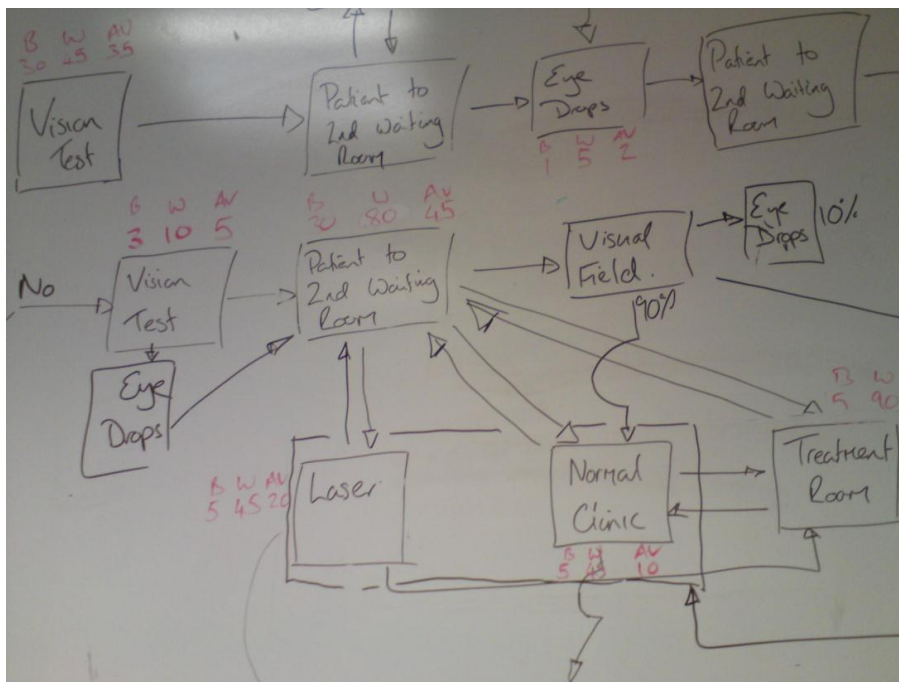 B W AV
30 45 35
Vision
Test
Patient to
2nd Waiting
Room
Eye
Drops
B W AV
1 5 2
Patient to
2nd Waiting
Room
B W AV
3 10 5
No
Vision
Test
Eye
Drops
B W AV
80 45
Patient to
2nd Waiting
Room
Visual
Field.
90%
Eye
Drops
10%
B W AV
5 45 20
Laser
Normal
Clinic
B W AV
5 45 10
B W
5 90
Treatment
Room